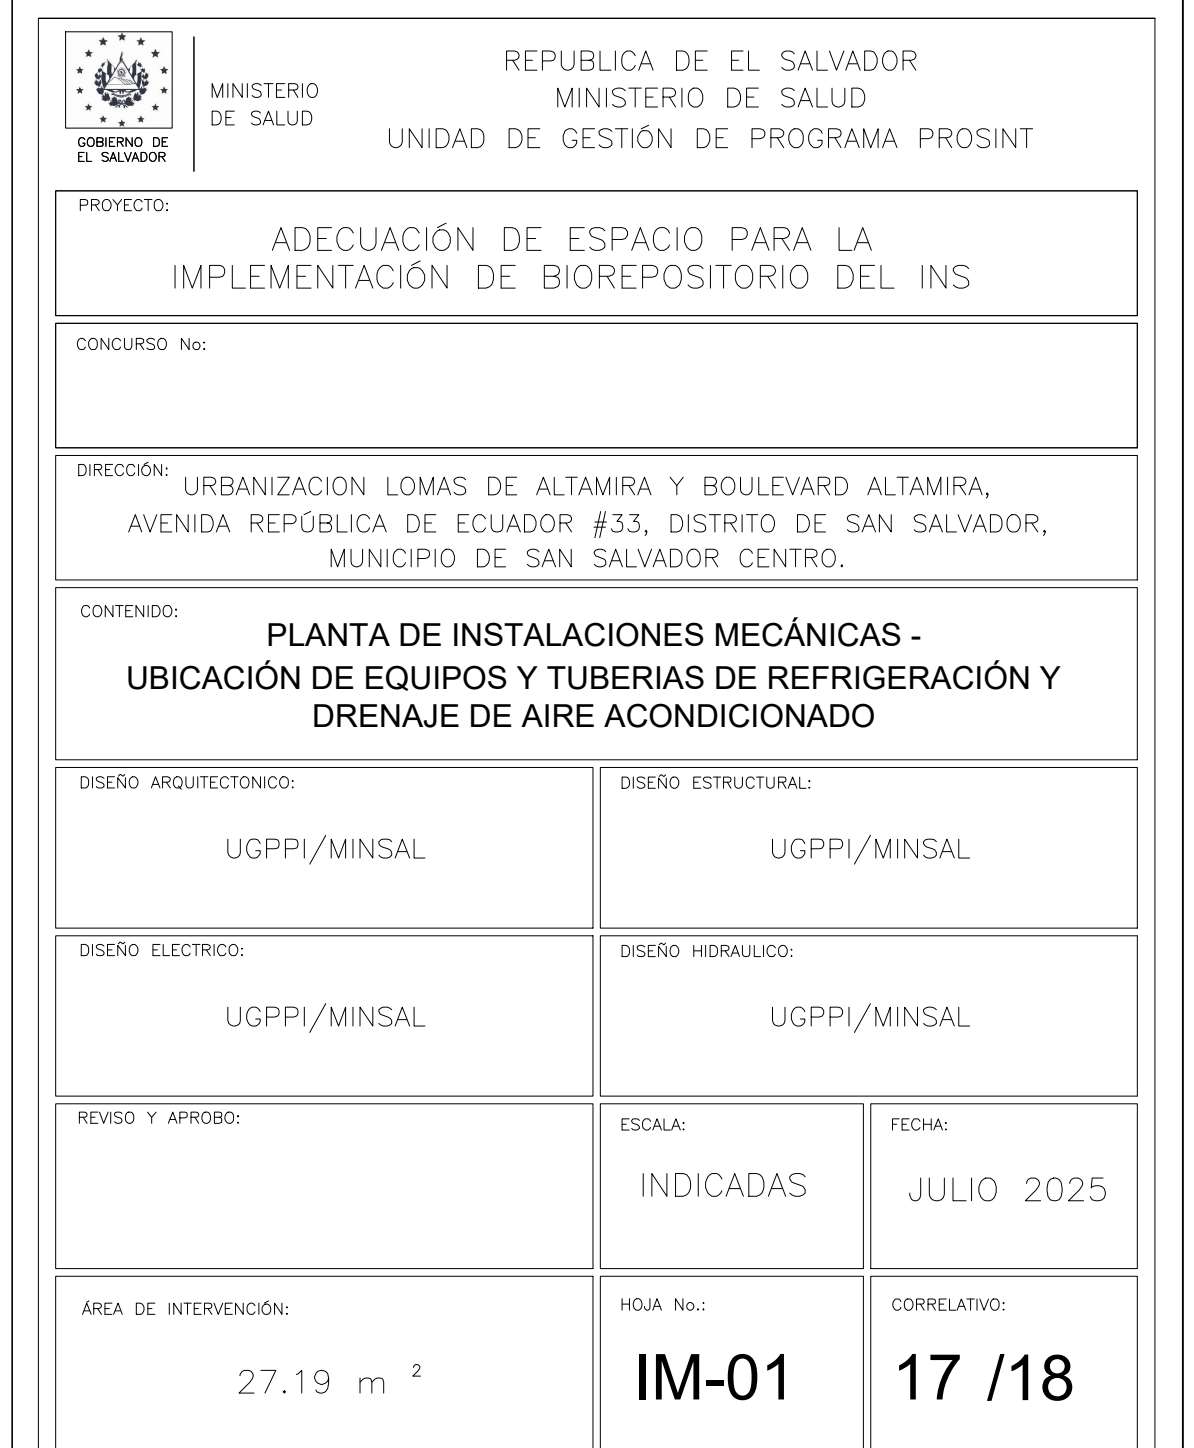 GOBIERNO DE
EL SALVADOR
MINISTERIO
DE SALUD
REPUBLICA DE EL SALVADOR
MINISTERIO DE SALUD
UNIDAD DE GESTIÓN DE PROGRAMA PROSINT
PROYECTO:
ADECUACIÓN DE ESPACIO PARA LA
IMPLEMENTACIÓN DE BIOREPOSITORIO DEL INS
CONCURSO No:
DIRECCIÓN:
URBANIZACION LOMAS DE ALTAMIRA Y BOULEVARD ALTAMIRA,
AVENIDA REPÚBLICA DE ECUADOR #33, DISTRITO DE SAN SALVADOR,
MUNICIPIO DE SAN SALVADOR CENTRO.
CONTENIDO:
PLANTA DE INSTALACIONES MECÁNICAS -
UBICACIÓN DE EQUIPOS Y TUBERIAS DE REFRIGERACIÓN Y
DRENAJE DE AIRE ACONDICIONADO
DISEÑO ARQUITECTONICO:
UGPPI/MINSAL
DISEÑO ESTRUCTURAL:
UGPPI/MINSAL
DISEÑO ELECTRICO:
UGPPI/MINSAL
DISEÑO HIDRAULICO:
UGPPI/MINSAL
REVISO Y APROBO:
ESCALA:
INDICADAS
FECHA:
JULIO 2025
ÁREA DE INTERVENCIÓN:
27.19 m ²
HOJA No.:
IM-01
CORRELATIVO:
17 /18